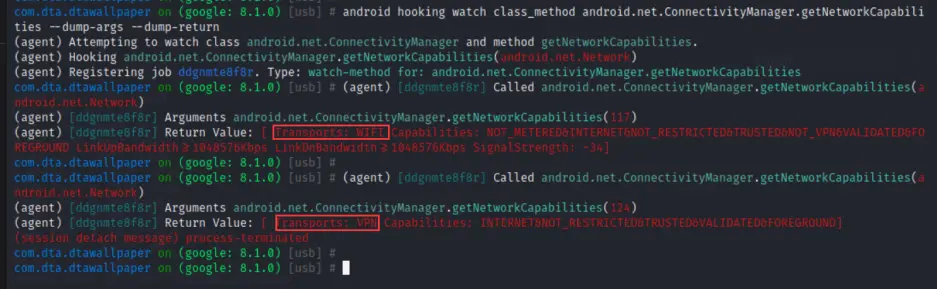 com.dta.dtawallpaper on (google: 8.1.0) [usb] # android hooking watch class_method android.net.ConnectivityManager.getNetworkCapabili
ties --dump-args --dump-return
(agent) Attempting to watch class android.net.ConnectivityManager and method getNetworkCapabilities.
(agent) Hooking android.net.ConnectivityManager.getNetworkCapabilities(android.net.Network)
(agent) Registering job ddgnmte8f8r. Type: watch-method for: android.net.ConnectivityManager.getNetworkCapabilities
com.dta.dtawallpaper on (google: 8.1.0) [usb] # (agent) [ddgnmte8f8r] Called android.net.ConnectivityManager.getNetworkCapabilities(a
ndroid.net.Network)
(agent) [ddgnmte8f8r] Arguments android.net.ConnectivityManager.getNetworkCapabilities(117)
(agent) [ddgnmte8f8r] Return Value: [ Transports: WIFI Capabilities: NOT_METERED&INTERNET&NOT_RESTRICTED&TRUSTED&NOT_VPN&VALIDATED&FO
REGROUND LinkUpBandwidth≥1048576Kbps LinkDnBandwidth≥1048576Kbps SignalStrength: -34]
com.dta.dtawallpaper on (google: 8.1.0) [usb] #
com.dta.dtawallpaper on (google: 8.1.0) [usb] # (agent) [ddgnmte8f8r] Called android.net.ConnectivityManager.getNetworkCapabilities(a
ndroid.net.Network)
(agent) [ddgnmte8f8r] Arguments android.net.ConnectivityManager.getNetworkCapabilities(124)
(agent) [ddgnmte8f8r] Return Value: [ Transports: VPN Capabilities: INTERNET&NOT_RESTRICTED&TRUSTED&VALIDATED&FOREGROUND]
(session detach message) process-terminated
com.dta.dtawallpaper on (google: 8.1.0) [usb] #
com.dta.dtawallpaper on (google: 8.1.0) [usb] #